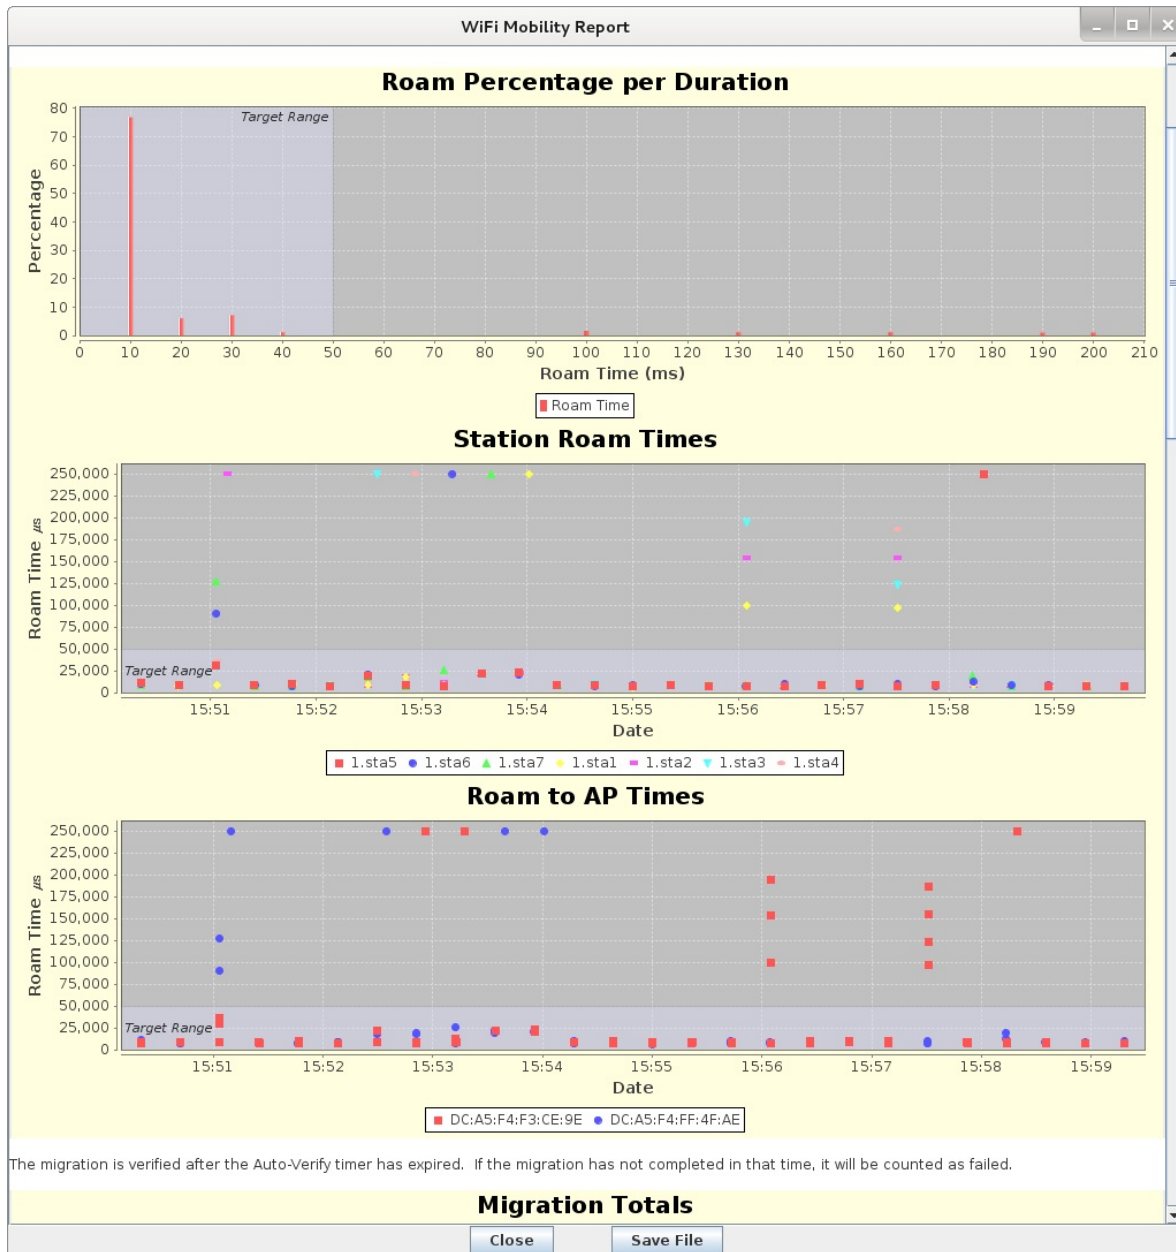 WiFi Mobility Report
Roam Percentage per Duration
80
70
60
50
40
30
20
10
0
Percentage
Target Range
0 10 20 30 40 50 60 70 80 90 100 110 120 130 140 150 160 170 180 190 200 210
Roam Time (ms)
Roam Time
Station Roam Times
250,000
225,000
200,000
175,000
150,000
125,000
100,000
75,000
50,000
25,000
0
Roam Time µs
Target Range
15:51 15:52 15:53 15:54 15:55 15:56 15:57 15:58 15:59
Date
1.sta5 1.sta6 1.sta7 1.sta1 1.sta2 1.sta3 1.sta4
Roam to AP Times
250,000
225,000
200,000
175,000
150,000
125,000
100,000
75,000
50,000
25,000
0
Roam Time µs
Target Range
15:51 15:52 15:53 15:54 15:55 15:56 15:57 15:58 15:59
Date
DC:A5:F4:F3:CE:9E DC:A5:F4:FF:4F:AE
The migration is verified after the Auto-Verify timer has expired. If the migration has not completed in that time, it will be counted as failed.
Migration Totals
Close Save File